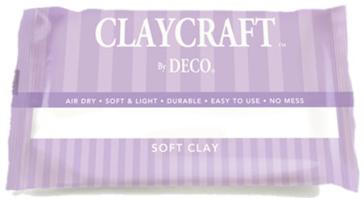 CLAYCRAFT™
By DECO®
AIR DRY • SOFT & LIGHT • DURABLE • EASY TO USE • NO MESS
SOFT CLAY